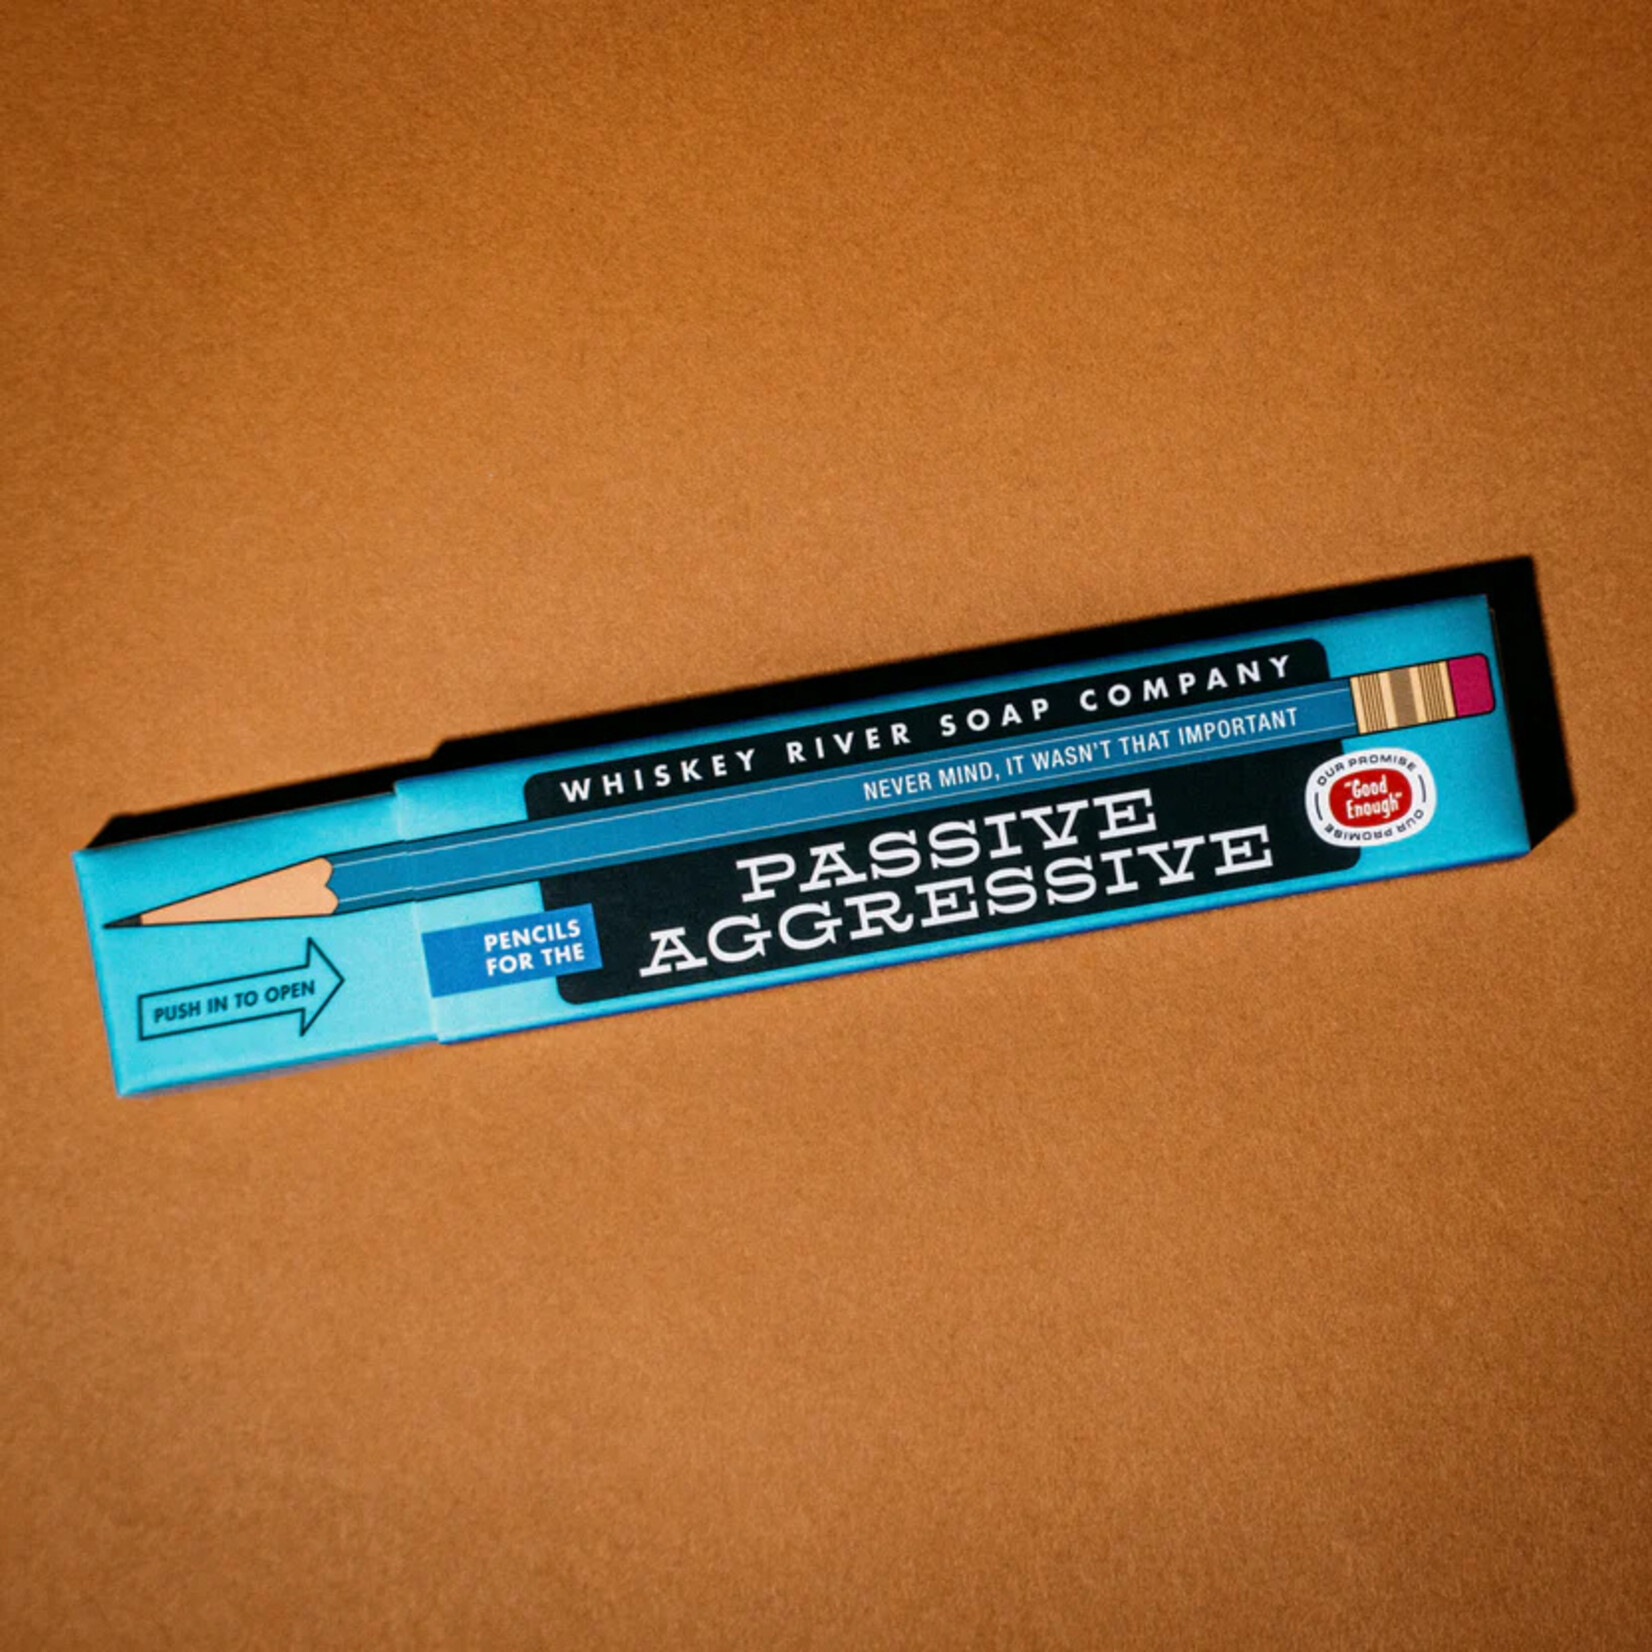 WHISKEY RIVER SOAP COMPANY
NEVER MIND, IT WASN'T THAT IMPORTANT
PENCILS
FOR THE
PASSIVE
AGGRESSIVE
OUR PROMISE
"Good
Enough"
OUR PROMISE
PUSH IN TO OPEN